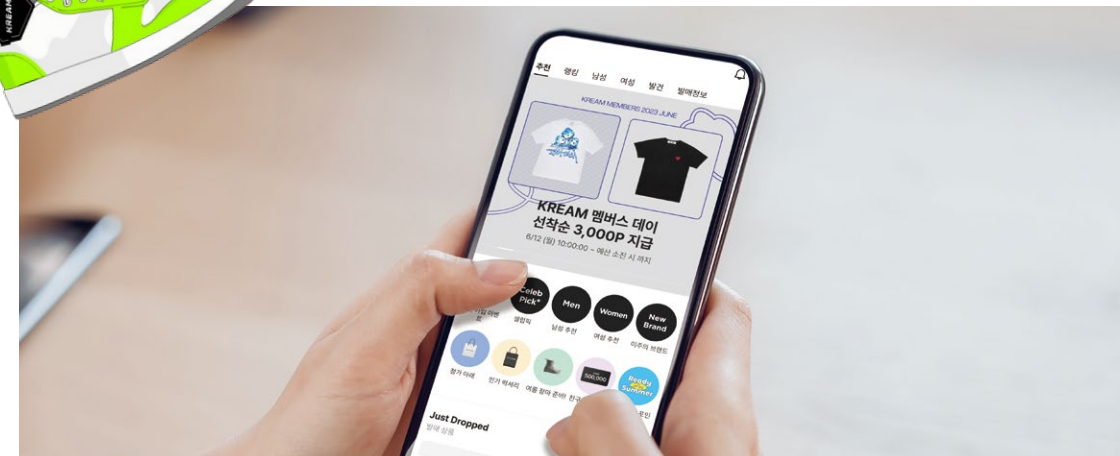 KREAM
추천 랭킹 남성 여성 발견 발매정보
KREAM MEMBERS 2023 JUNE
KREAM 멤버스 데이
선착순 3,000P 지급
6/12 (월) 10:00:00 ~ 예산 소진 시 까지
Celeb Pick*
Men
Women
New Brand
셀럽픽
남성 추천
여성 추천
이주의 브랜드
500,000
Ready
Summer
정가 아래
인기 럭셔리
여름 장마 준비!
친구
Just Dropped
발매 상품